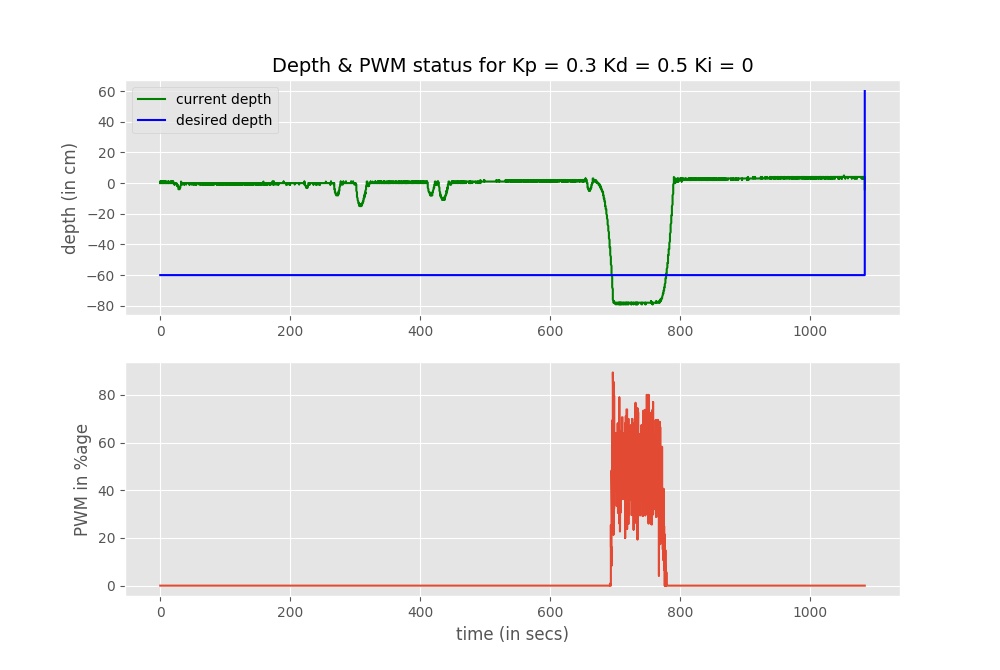 Depth & PWM status for Kp = 0.3 Kd = 0.5 Ki = 0
current depth
desired depth
depth (in cm)
60
40
20
0
−20
−40
−60
−80
0 200 400 600 800 1000
PWM in %age
80
60
40
20
0
0 200 400 600 800 1000
time (in secs)